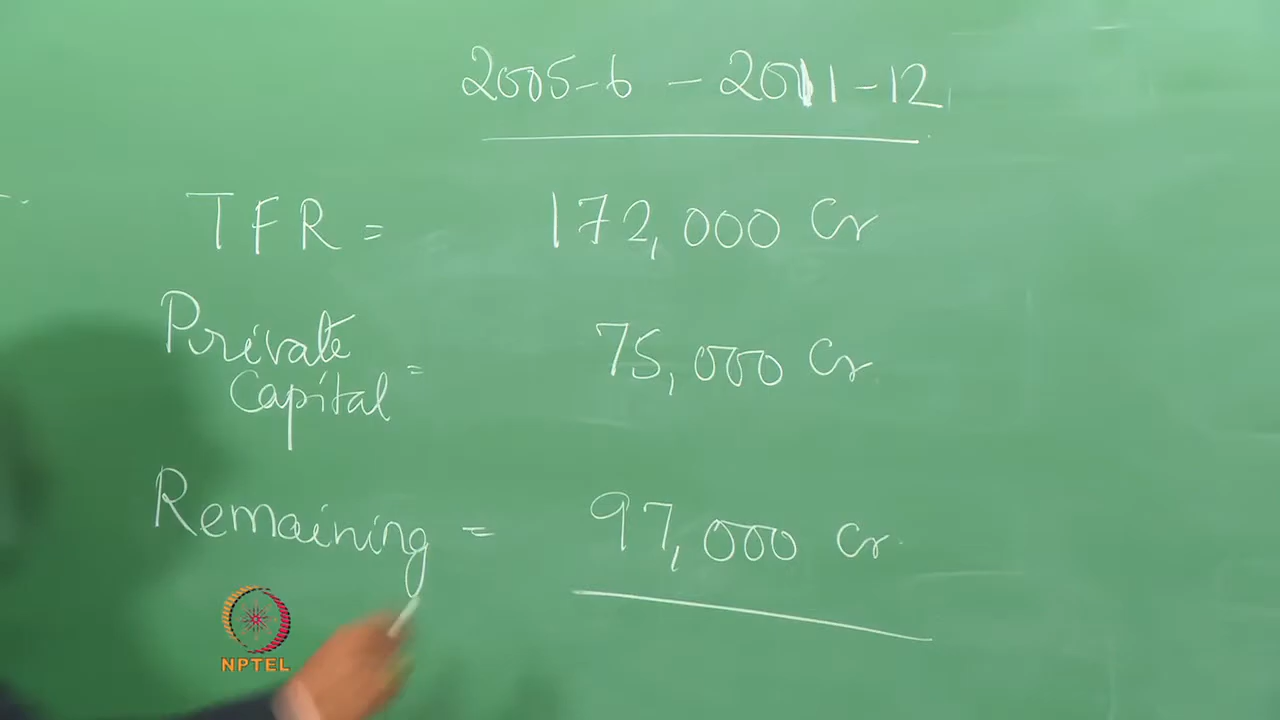 2005-6 - 2011-12
TFR = 172,000 Cr
Private
Capital = 75,000 Cr
Remaining = 97,000 Cr
NPTEL